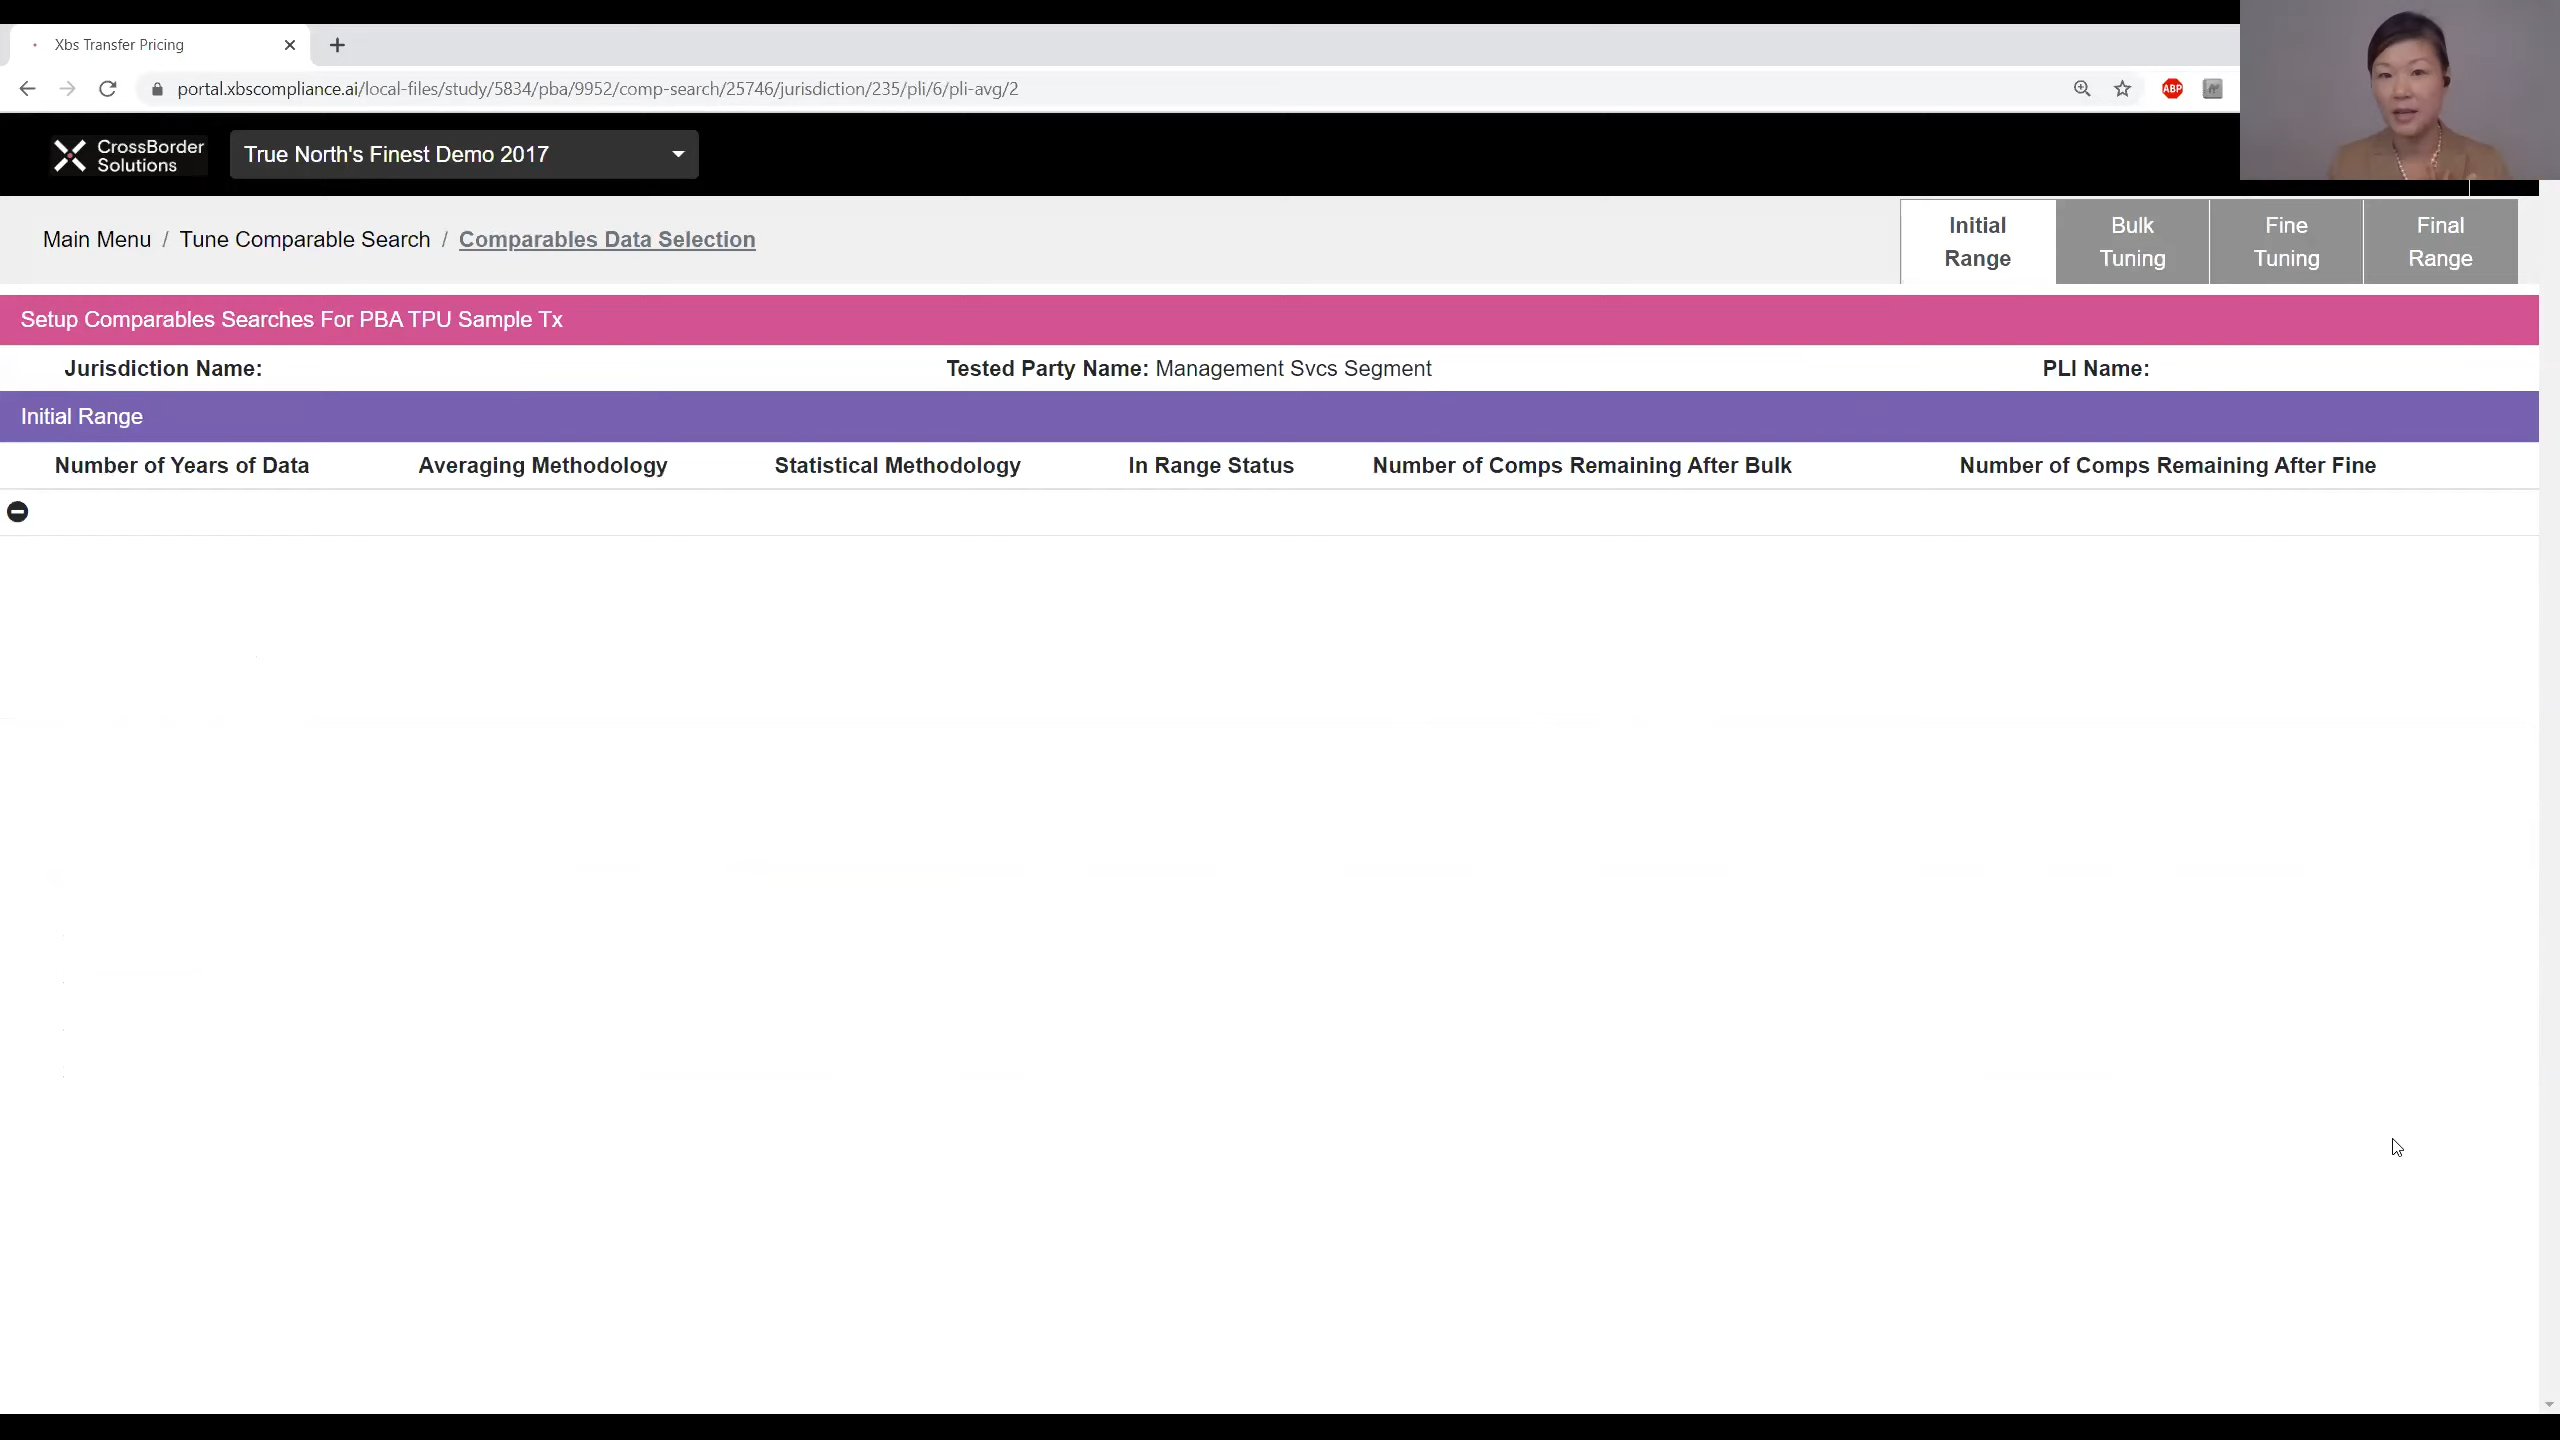 Xbs Transfer Pricing
portal.xbscompliance.ai/local-files/study/5834/pba/9952/comp-search/25746/jurisdiction/235/pli/6/pli-avg/2
ABP
CrossBorder
Solutions
True North's Finest Demo 2017
Main Menu / Tune Comparable Search / Comparables Data Selection
Initial
Range
Bulk
Tuning
Fine
Tuning
Final
Range
Setup Comparables Searches For PBA TPU Sample Tx
Jurisdiction Name: Tested Party Name: Management Svcs Segment PLI Name:
Initial Range
Number of Years of Data Averaging Methodology Statistical Methodology In Range Status Number of Comps Remaining After Bulk Number of Comps Remaining After Fine